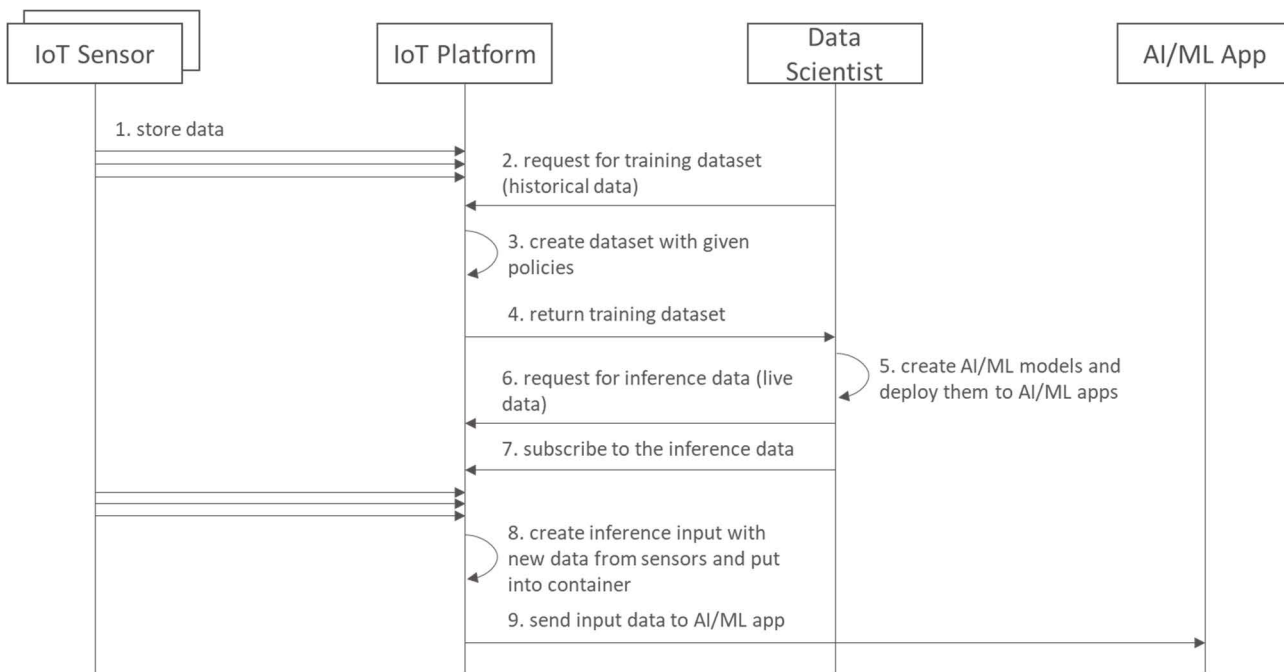 IoT Sensor
IoT Platform
Data
Scientist
AI/ML App
1. store data
2. request for training dataset
(historical data)
3. create dataset with given
policies
4. return training dataset
5. create AI/ML models and
deploy them to AI/ML apps
6. request for inference data (live
data)
7. subscribe to the inference data
8. create inference input with
new data from sensors and put
into container
9. send input data to AI/ML app